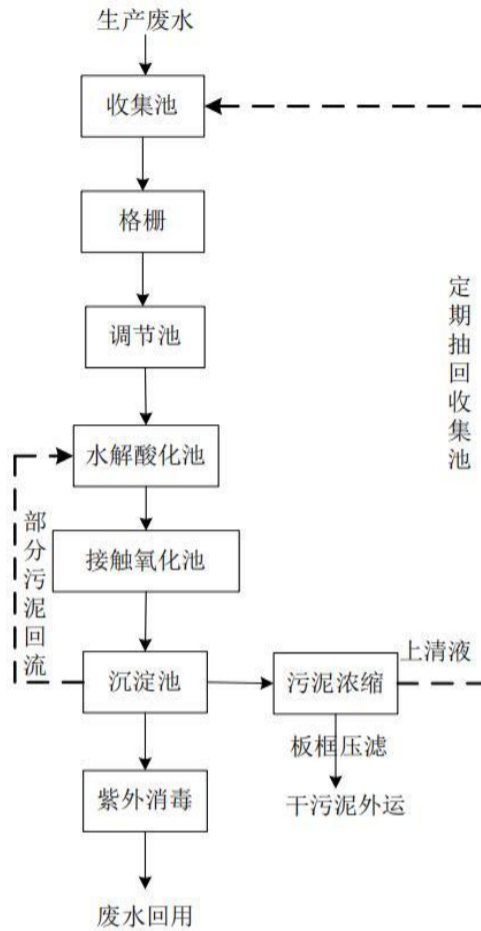 生产废水
收集池
格栅
调节池
水解酸化池
接触氧化池
沉淀池
紫外消毒
废水回用
部分污泥回流
污泥浓缩
上清液
板框压滤
干污泥外运
定期抽回收集池